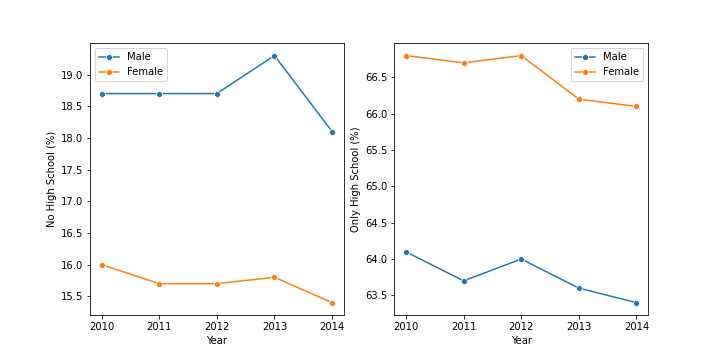 No High School (%)
19.0
18.5
18.0
17.5
17.0
16.5
16.0
15.5
Male
Female
2010 2011 2012 2013 2014
Year
Only High School (%)
66.5
66.0
65.5
65.0
64.5
64.0
63.5
Male
Female
2010 2011 2012 2013 2014
Year